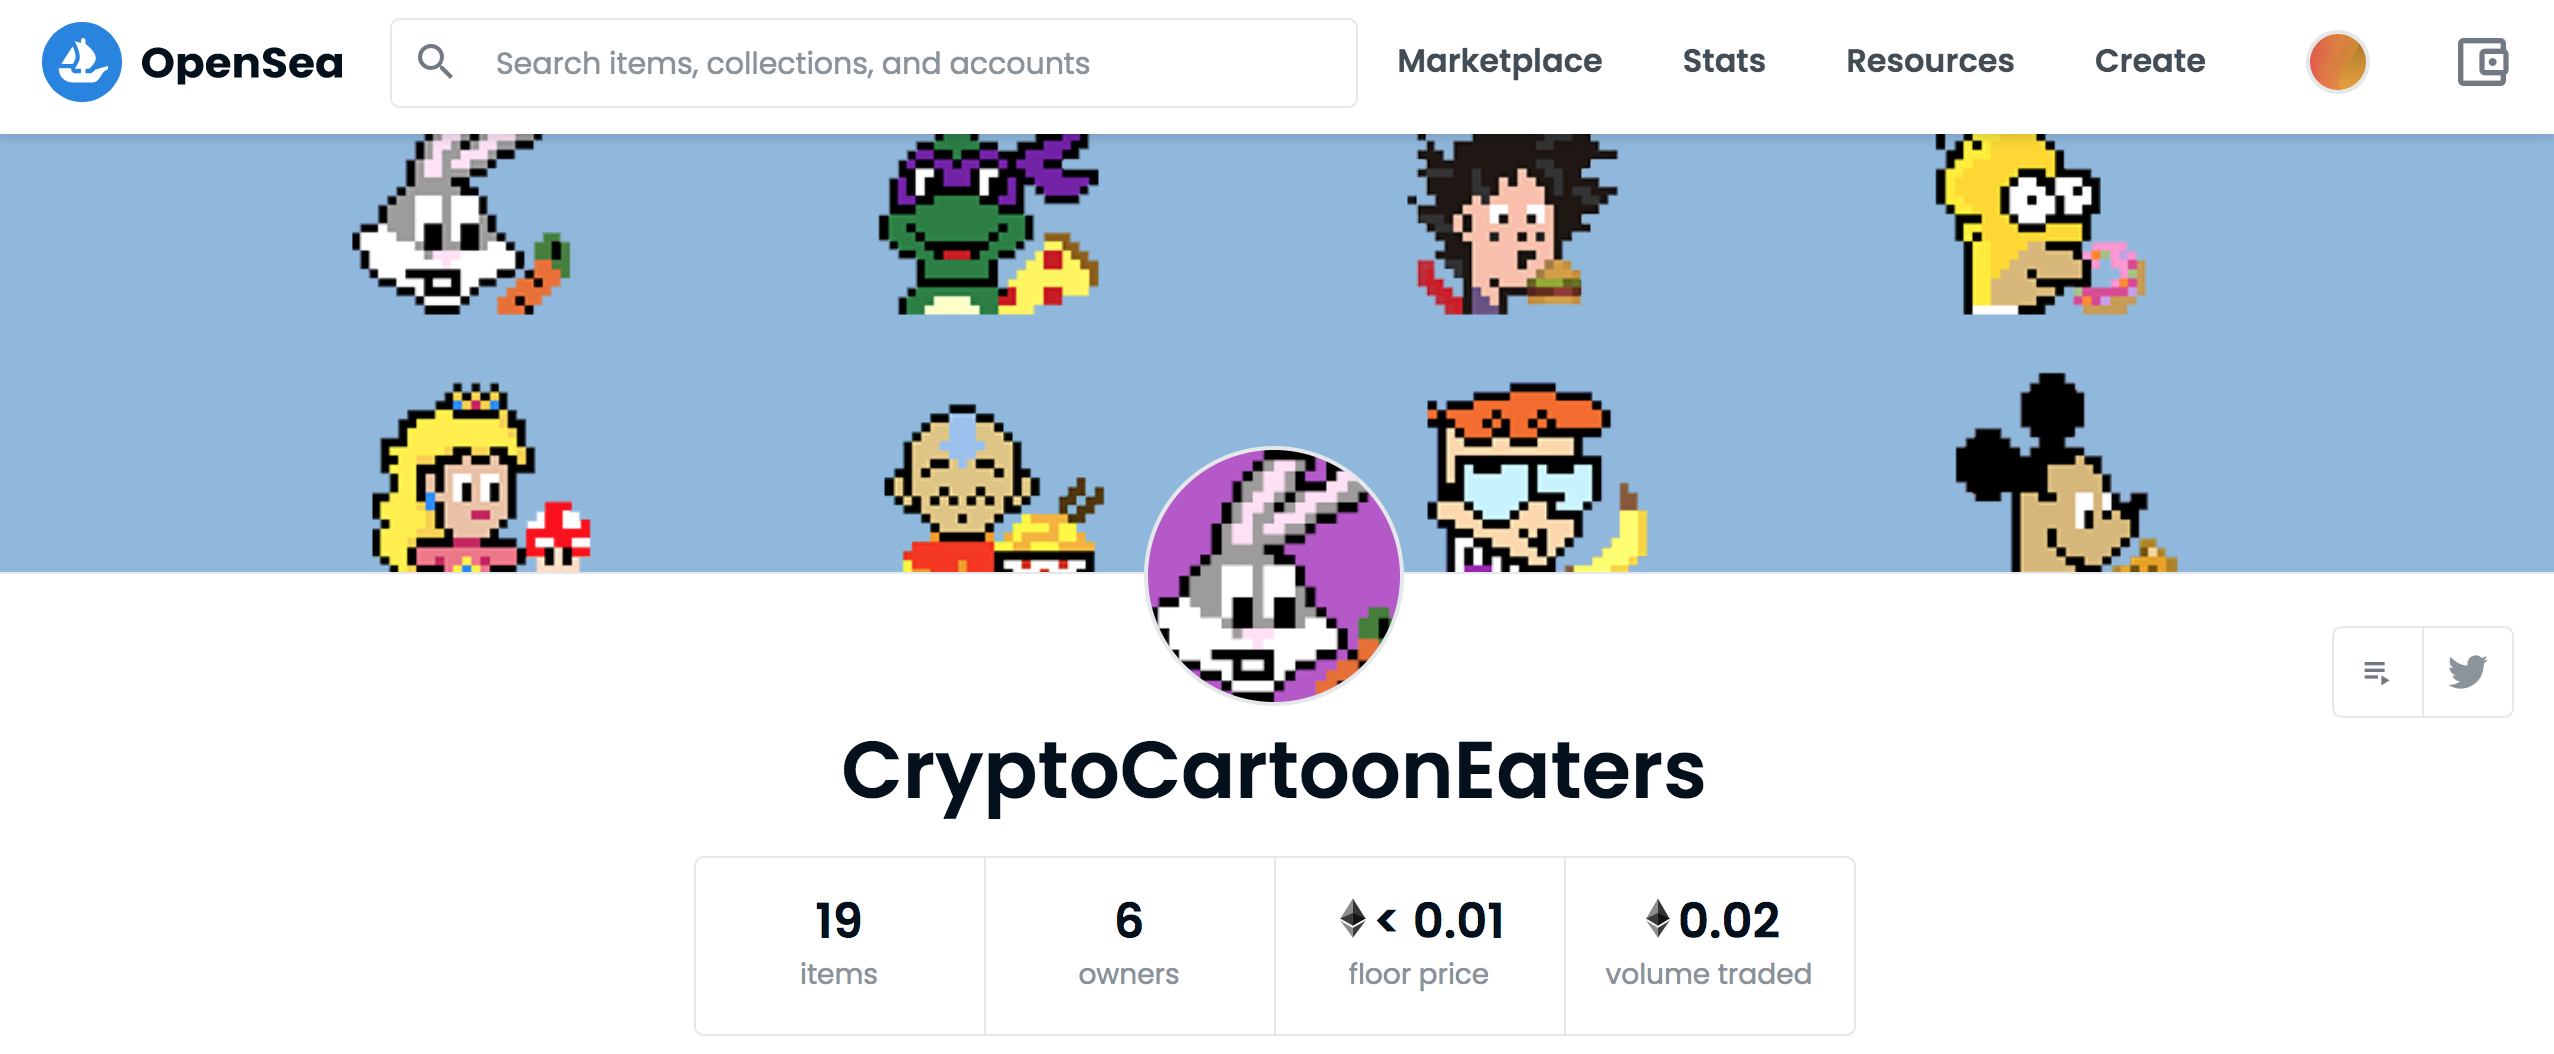 OpenSea
Search items, collections, and accounts
Marketplace
Stats
Resources
Create
CryptoCartoonEaters
19
items
6
owners
< 0.01
floor price
0.02
volume traded